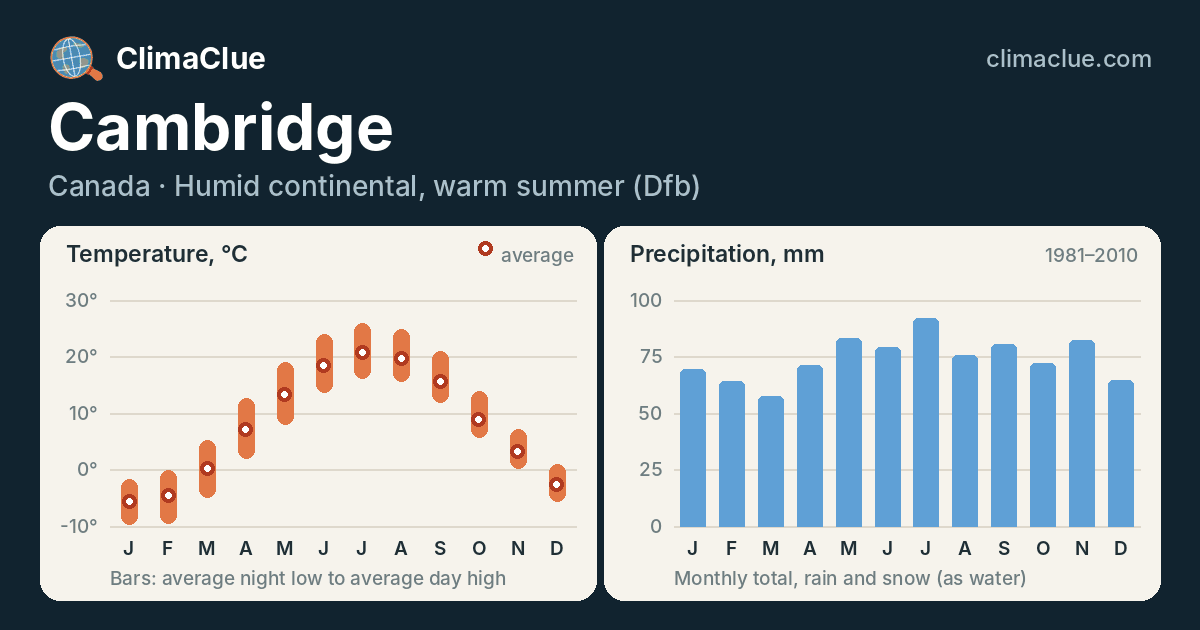 ClimaClue
climaclue.com
Cambridge
Canada · Humid continental, warm summer (Dfb)
Temperature, °C
average
30°
20°
10°
0°
-10°
J F M A M J J A S O N D
Bars: average night low to average day high
Precipitation, mm
1981–2010
100
75
50
25
0
J F M A M J J A S O N D
Monthly total, rain and snow (as water)